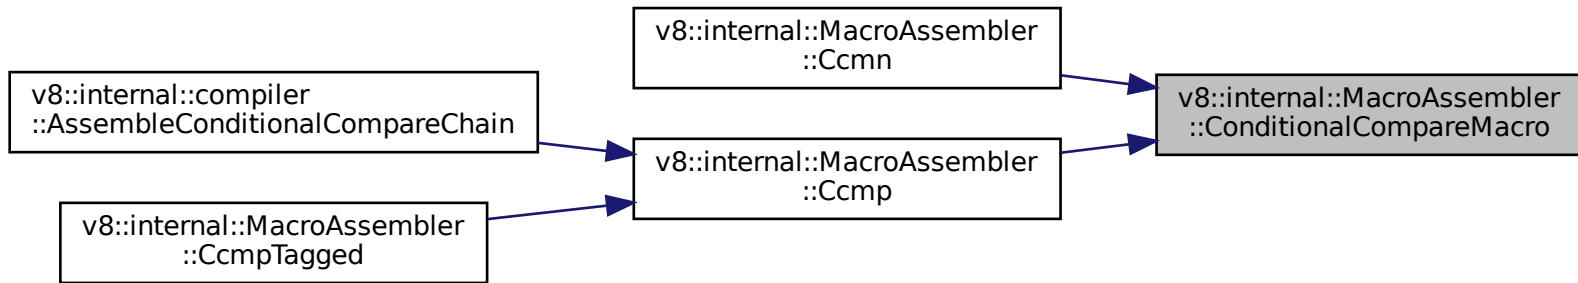 v8::internal::MacroAssembler
::Ccmn
v8::internal::compiler
::AssembleConditionalCompareChain
v8::internal::MacroAssembler
::ConditionalCompareMacro
v8::internal::MacroAssembler
::Ccmp
v8::internal::MacroAssembler
::CcmpTagged